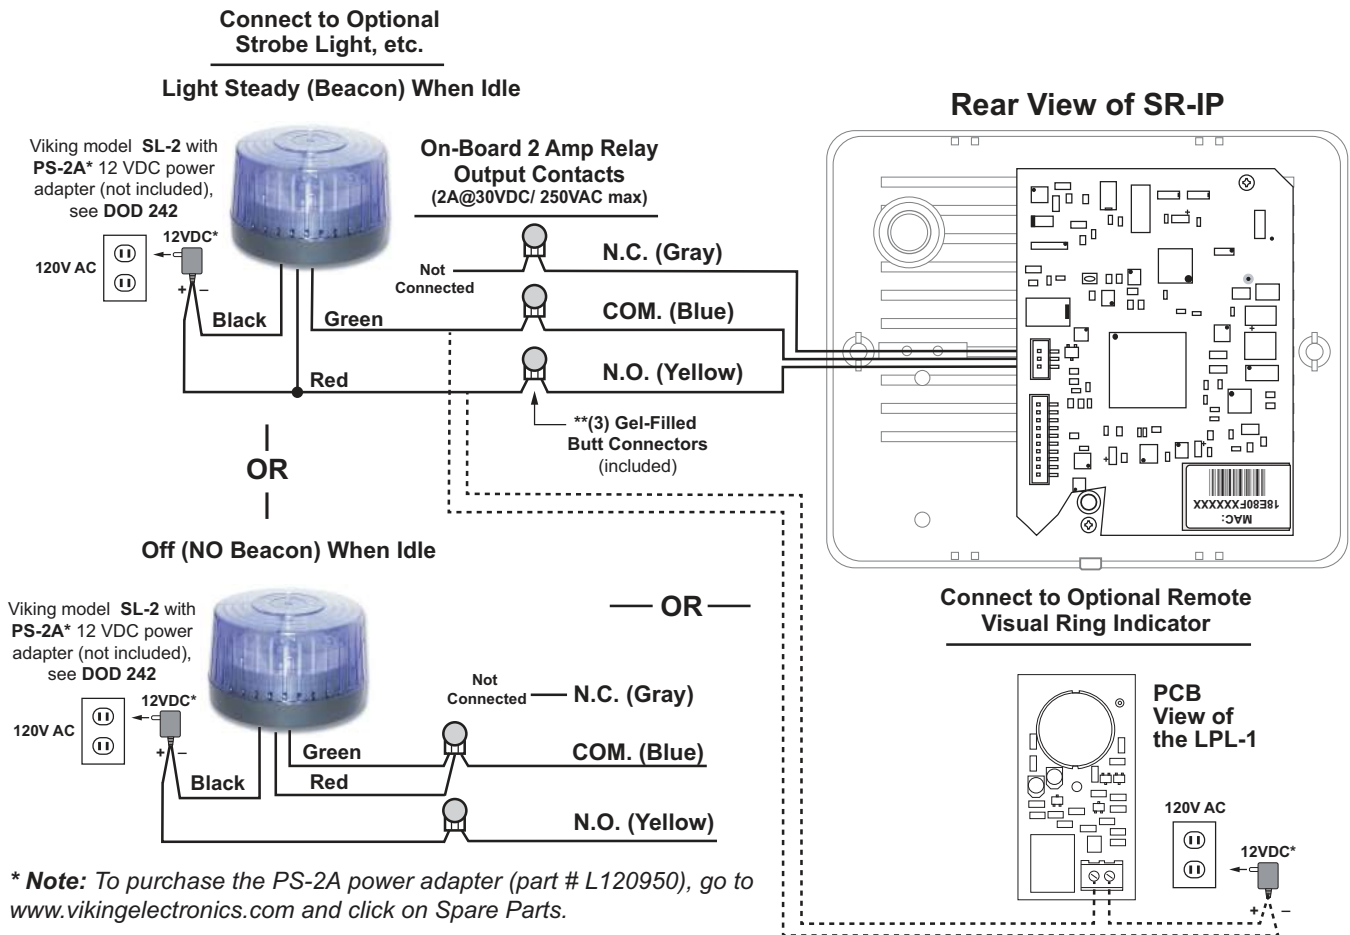 Connect to Optional
Strobe Light, etc.
Light Steady (Beacon) When Idle
Viking model SL-2 with
PS-2A* 12 VDC power
adapter (not included),
see DOD 242
12VDC*
120V AC
+ –
Black
Green
Red
On-Board 2 Amp Relay
Output Contacts
(2A@30VDC/ 250VAC max)
Not
Connected
N.C. (Gray)
COM. (Blue)
N.O. (Yellow)
**(3) Gel-Filled
Butt Connectors
(included)
Rear View of SR-IP
MAC:
18E80FXXXXXX
OR
Off (NO Beacon) When Idle
Viking model SL-2 with
PS-2A* 12 VDC power
adapter (not included),
see DOD 242
12VDC*
120V AC
+ –
Black
Green
Red
Not
Connected
N.C. (Gray)
COM. (Blue)
N.O. (Yellow)
OR
Connect to Optional Remote
Visual Ring Indicator
PCB
View of
the LPL-1
120V AC
12VDC*
+ –
* Note: To purchase the PS-2A power adapter (part # L120950), go to
www.vikingelectronics.com and click on Spare Parts.